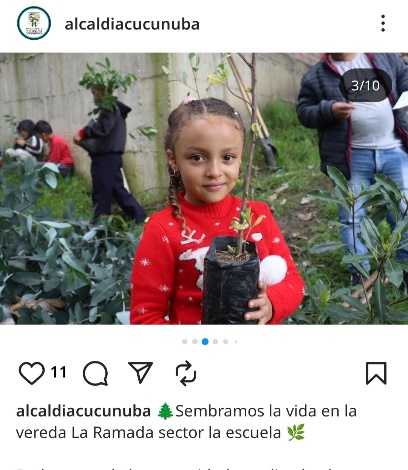 alcaldiacucunuba
3/10
11
alcaldiacucunuba 🌲Sembramos la vida en la
vereda La Ramada sector la escuela 🌿